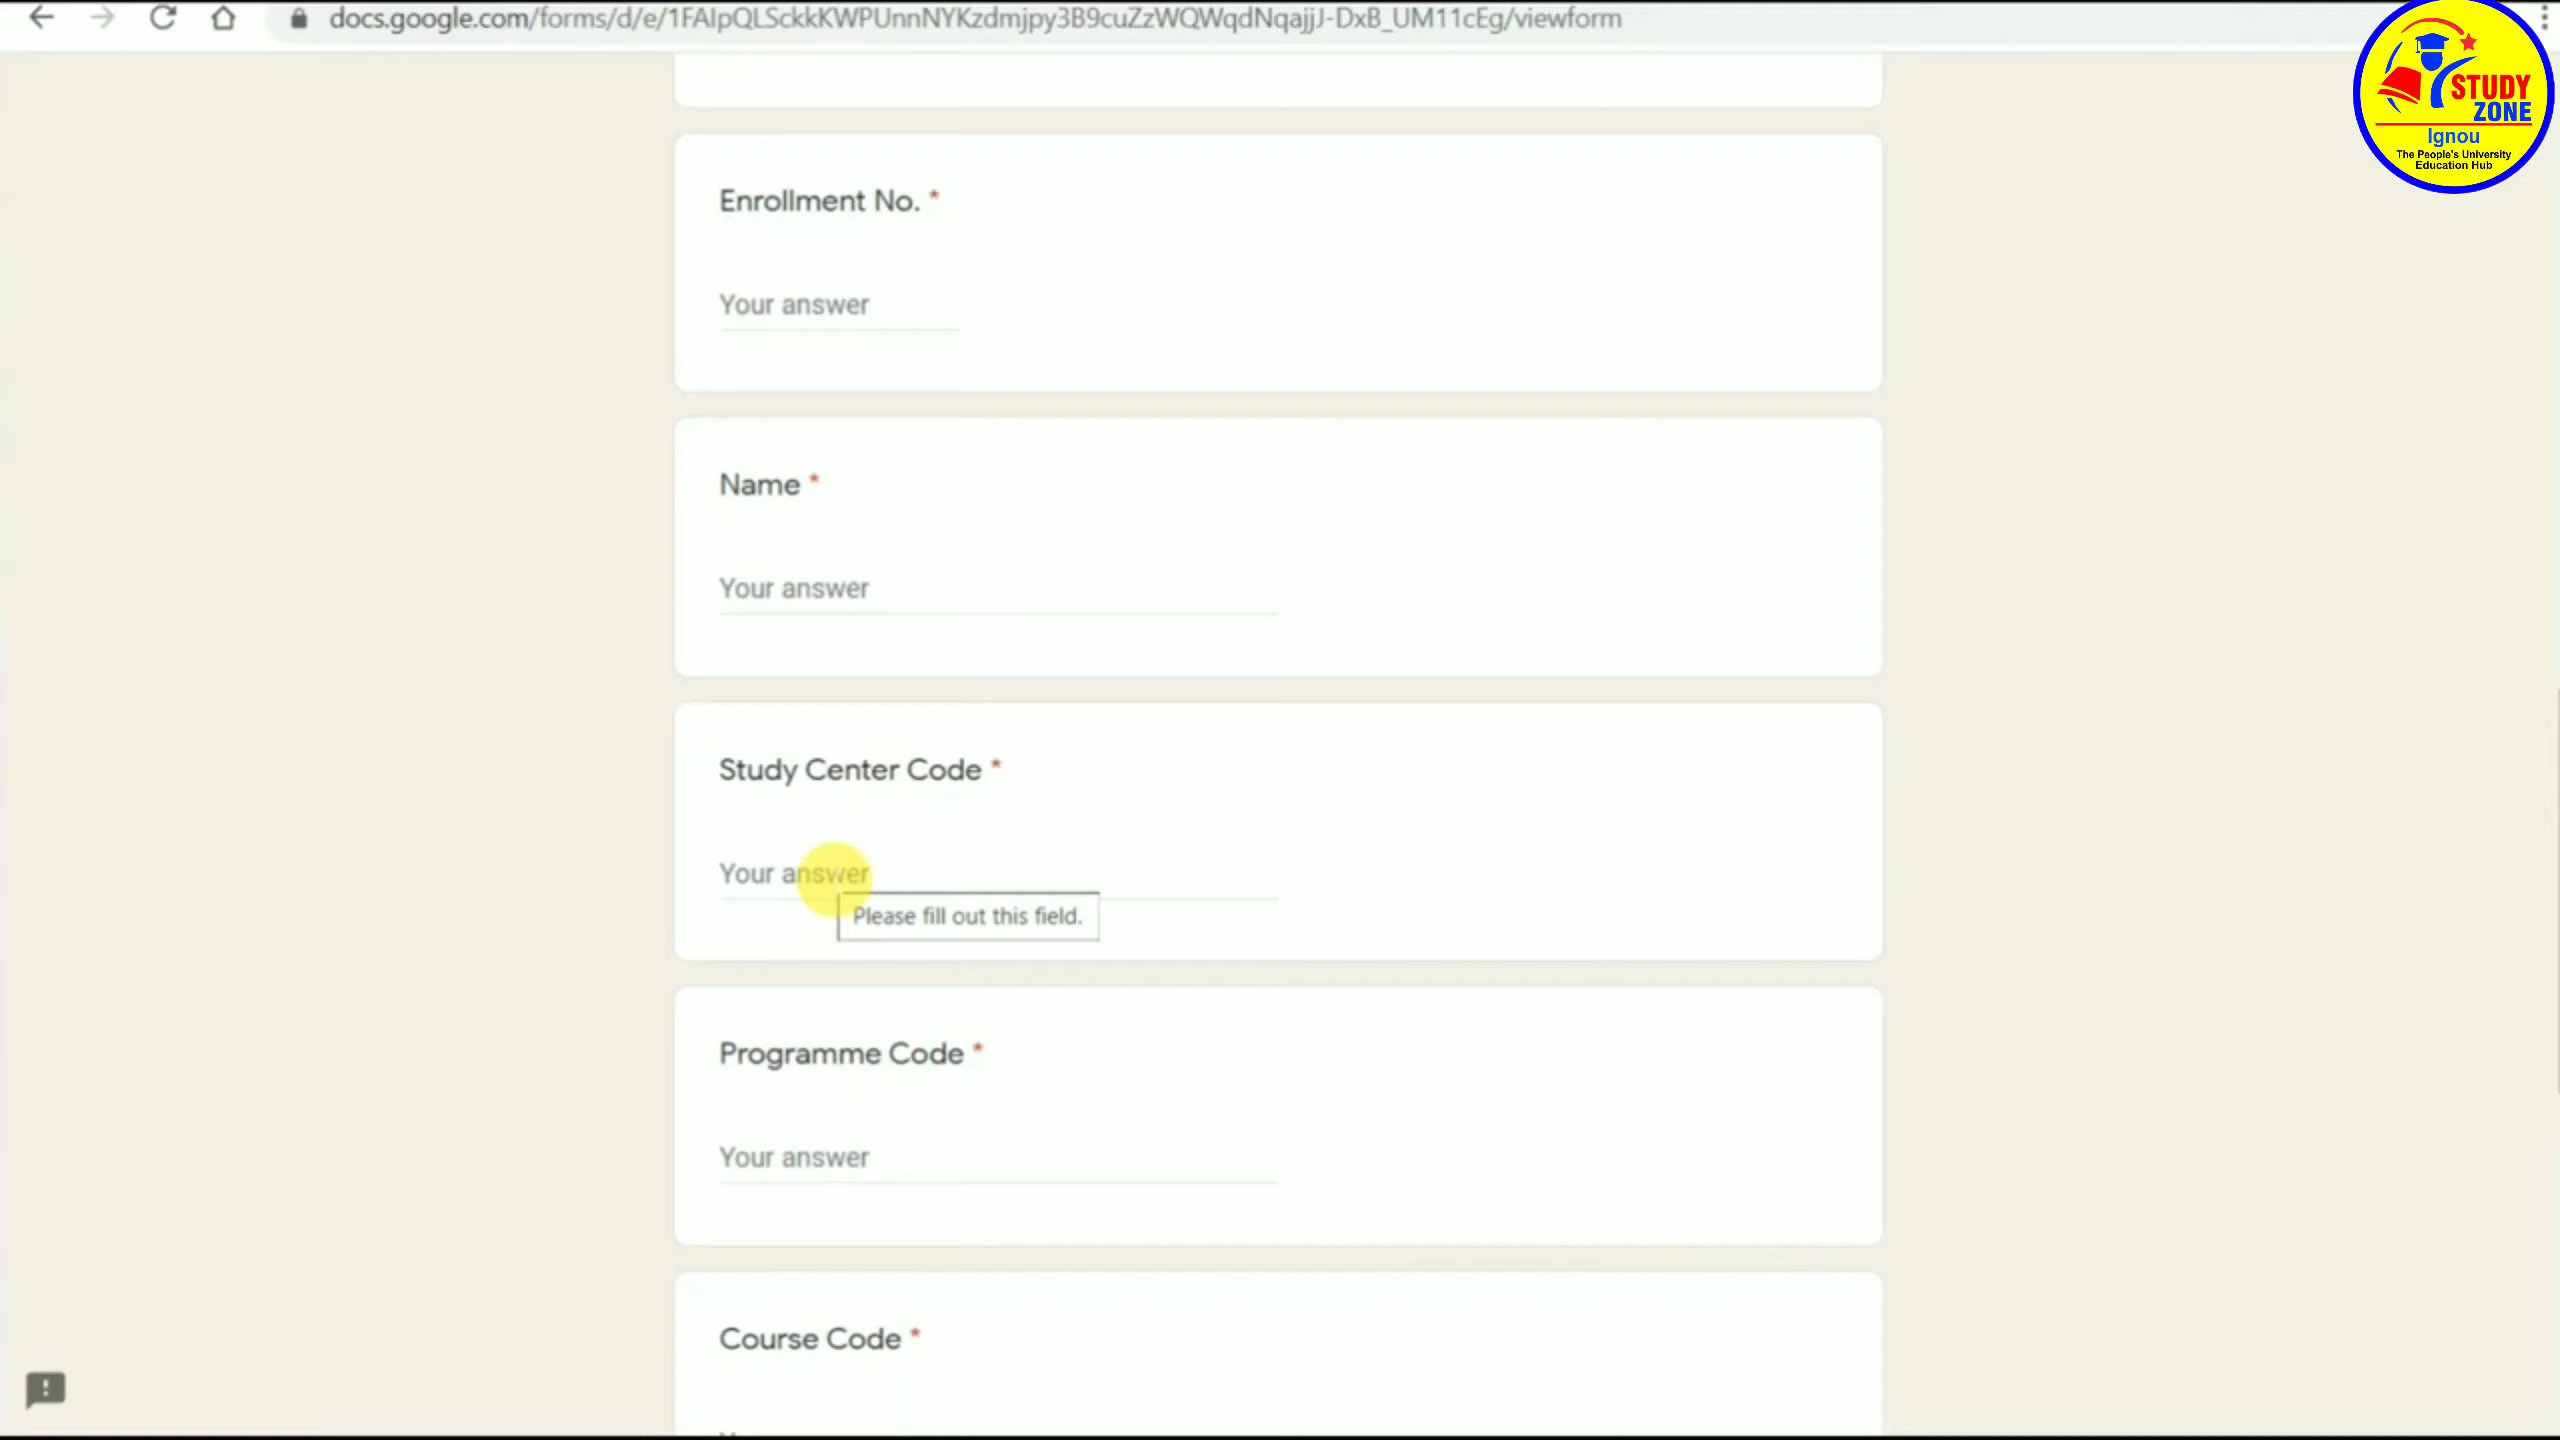 docs.google.com/forms/d/e/1FAIpQLSckkKWPUnnNYKzdmjpy3B9cuZzWQWqdNqajjJ-DxB_UM11cEg/viewform
STUDY
ZONE
Ignou
The People's University
Education Hub
Enrollment No. *
Your answer
Name *
Your answer
Study Center Code *
Your answer
Please fill out this field.
Programme Code *
Your answer
Course Code *